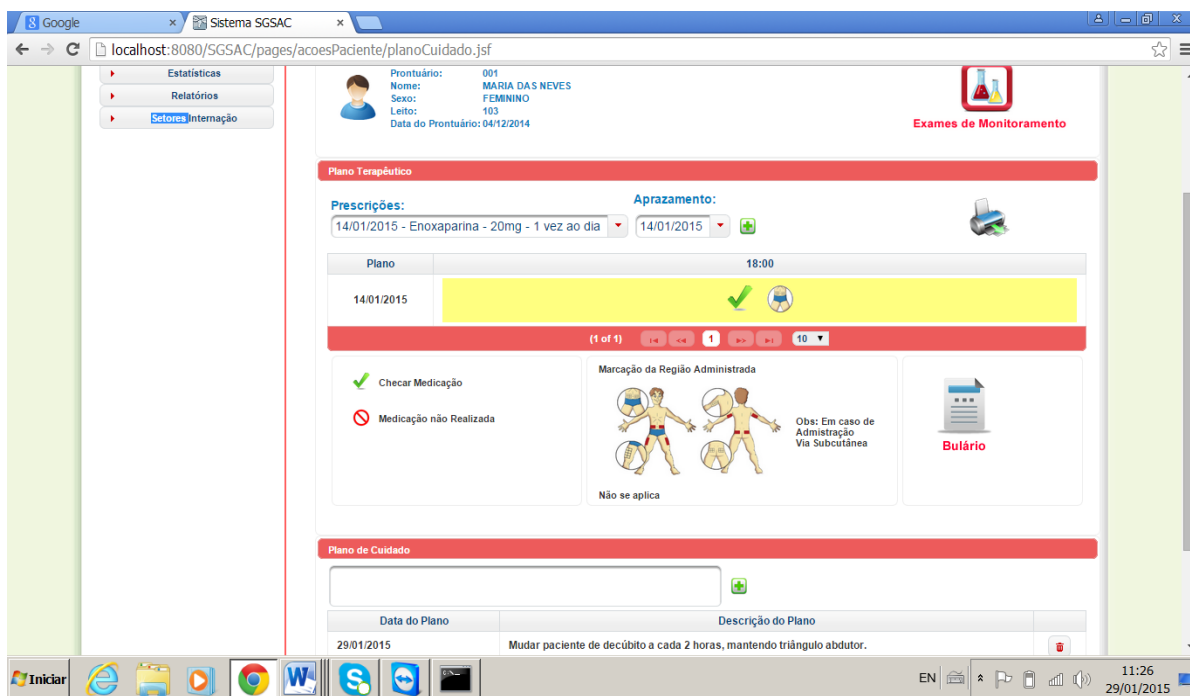 8 Google
Sistema SGSAC
localhost:8080/SGSAC/pages/acoesPaciente/planoCuidado.jsf
Estatísticas
Relatórios
Setores Internação
Prontuário: 001
Nome: MARIA DAS NEVES
Sexo: FEMININO
Leito: 103
Data do Prontuário: 04/12/2014
Exames de Monitoramento
Plano Terapêutico
Prescrições:
Aprazamento:
14/01/2015 - Enoxaparina - 20mg - 1 vez ao dia
14/01/2015
Plano
18:00
14/01/2015
(1 of 1) 1 10
Checar Medicação
Medicação não Realizada
Marcação da Região Administrada
Obs: Em caso de
Admistração
Via Subcutânea
Não se aplica
Bulário
Plano de Cuidado
Data do Plano
Descrição do Plano
29/01/2015
Mudar paciente de decúbito a cada 2 horas, mantendo triângulo abdutor.
Iniciar
EN
11:26
29/01/2015